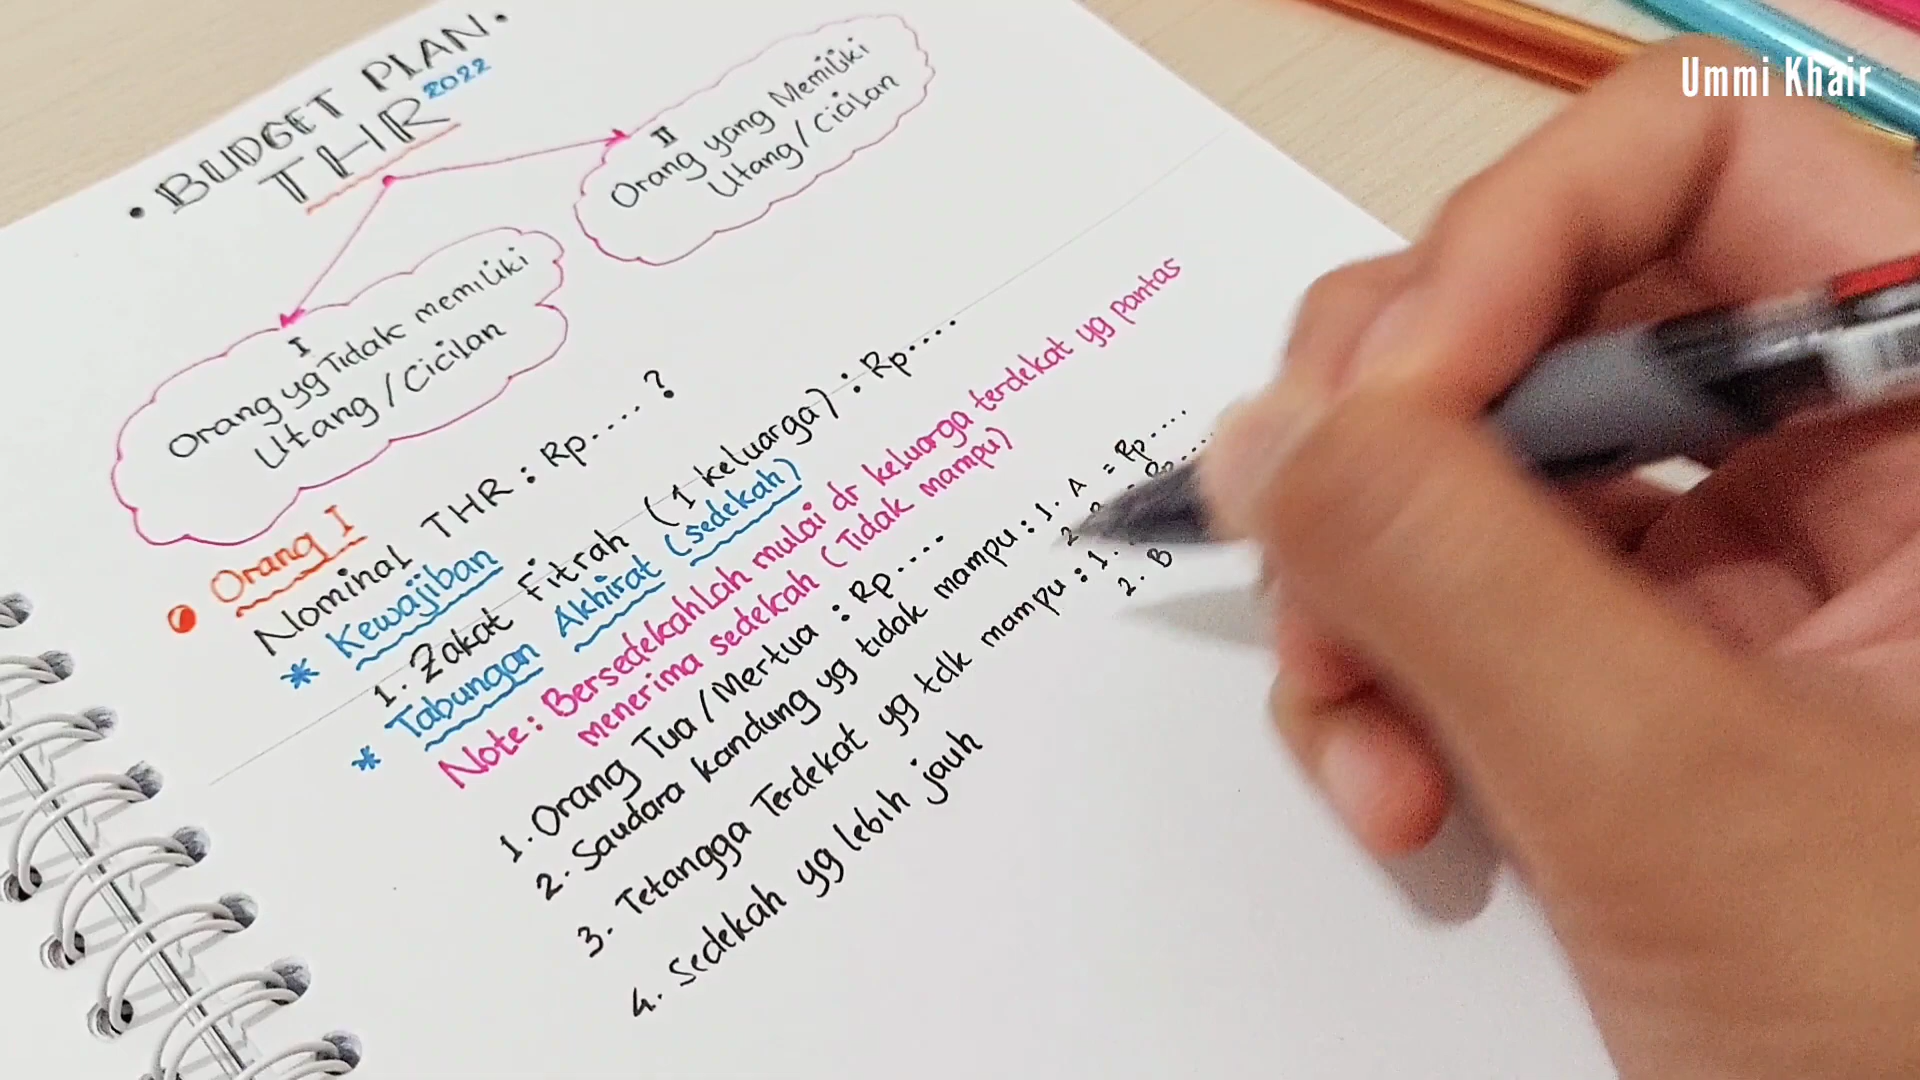 Ummi Khair
• BUDGET PLAN •
THR 2022
I
Orang yg Tidak memiliki
Utang / Cicilan
II
Orang yang Memiliki
Utang / Cicilan
Orang I
Nominal THR : Rp.... ?
* Kewajiban
1. Zakat Fitrah (1 keluarga) : Rp....
* Tabungan Akhirat (sedekah)
Note: Bersedekahlah mulai dr keluarga terdekat yg pantas
menerima sedekah (Tidak mampu)
1. Orang Tua / Mertua : Rp....
2. Saudara kandung yg tidak mampu : 1. A = Rp....
2.
3. Tetangga Terdekat yg tdk mampu : 1.
2. B
4. Sedekah yg lebih jauh